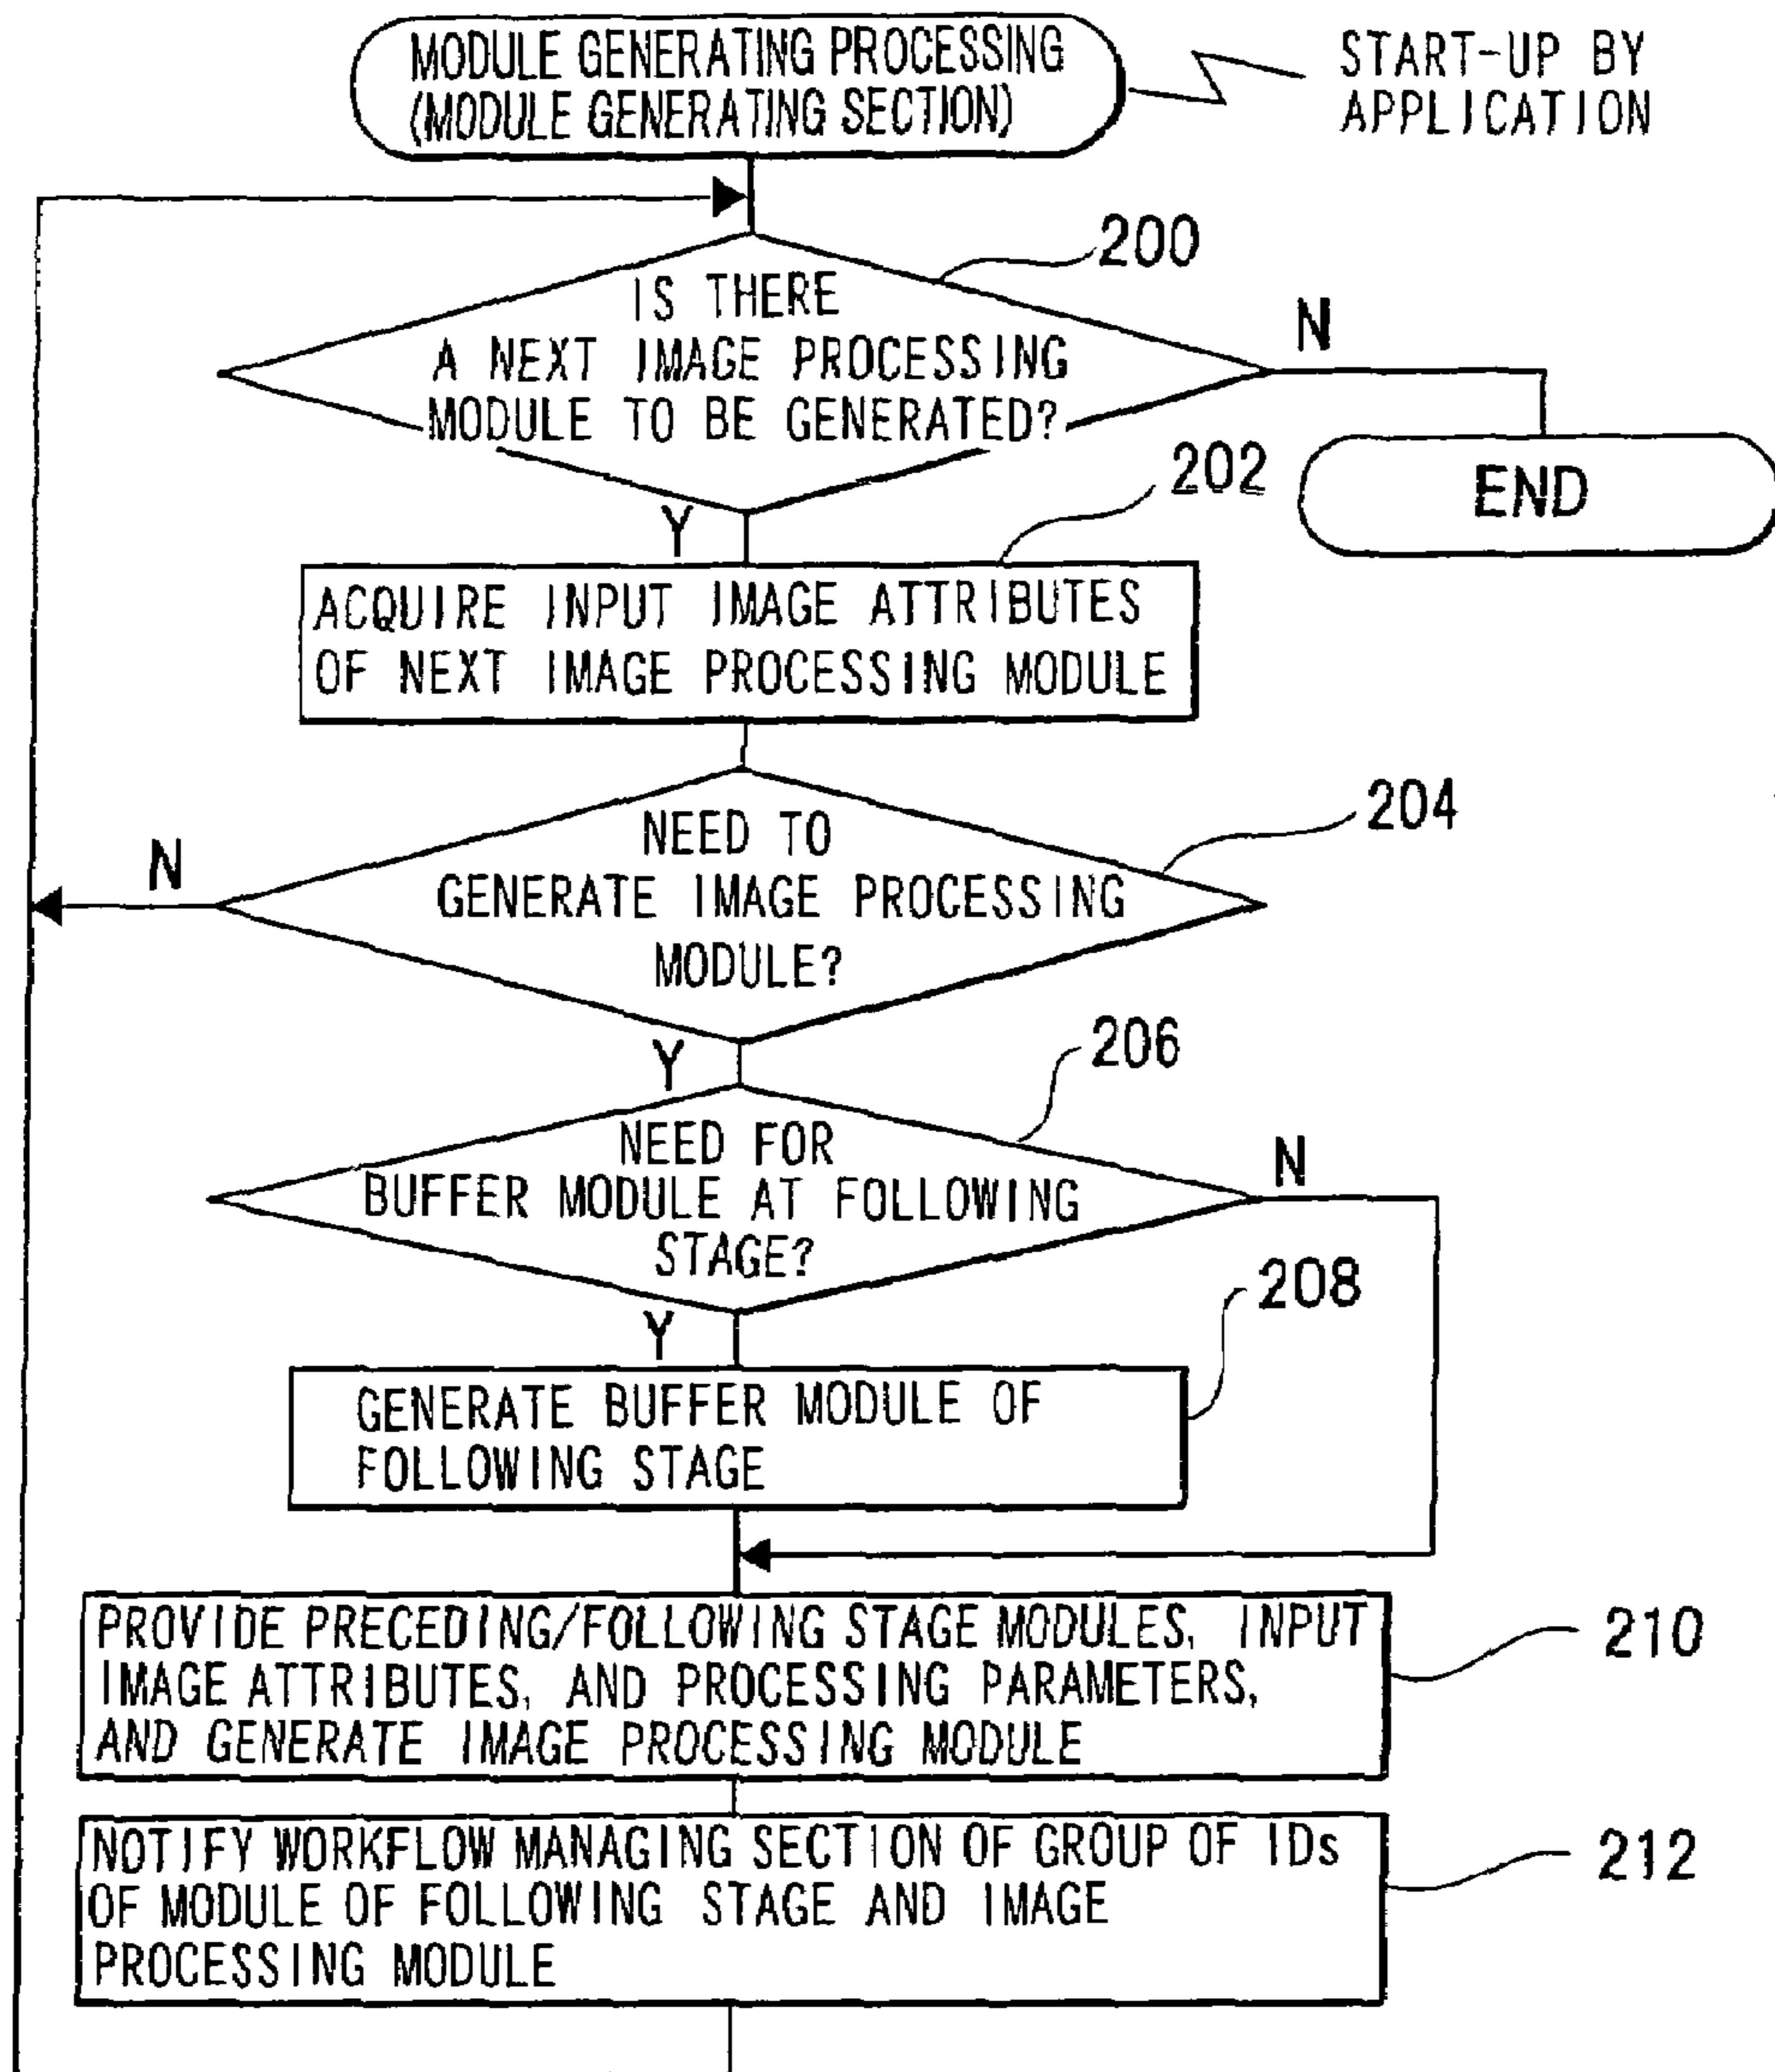 MODULE GENERATING PROCESSING
(MODULE GENERATING SECTION)
START-UP BY
APPLICATION
200
IS THERE
A NEXT IMAGE PROCESSING
MODULE TO BE GENERATED?
N
END
Y
202
ACQUIRE INPUT IMAGE ATTRIBUTES
OF NEXT IMAGE PROCESSING MODULE
204
NEED TO
GENERATE IMAGE PROCESSING
MODULE?
N
Y
206
NEED FOR
BUFFER MODULE AT FOLLOWING
STAGE?
N
Y
208
GENERATE BUFFER MODULE OF
FOLLOWING STAGE
PROVIDE PRECEDING/FOLLOWING STAGE MODULES, INPUT
IMAGE ATTRIBUTES, AND PROCESSING PARAMETERS,
AND GENERATE IMAGE PROCESSING MODULE
210
NOTIFY WORKFLOW MANAGING SECTION OF GROUP OF IDs
OF MODULE OF FOLLOWING STAGE AND IMAGE
PROCESSING MODULE
212